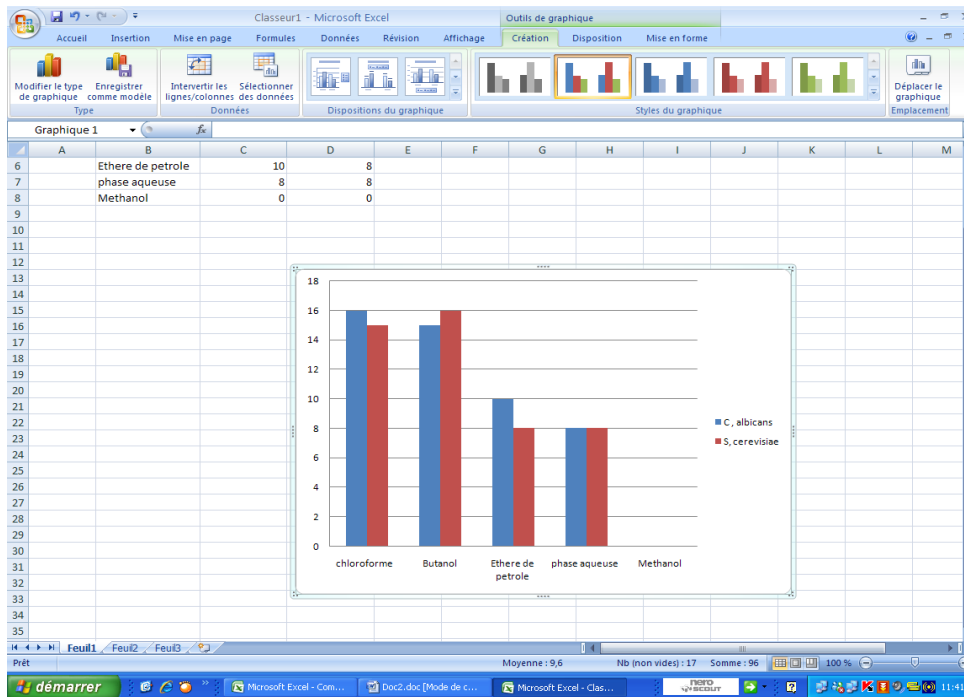 Classeur1 - Microsoft Excel
Outils de graphique
Accueil Insertion Mise en page Formules Données Révision Affichage Création Disposition Mise en forme
Modifier le type de graphique
Enregistrer comme modèle
Intervertir les lignes/colonnes
Sélectionner des données
Déplacer le graphique
Type Données Dispositions du graphique Styles du graphique Emplacement
Graphique 1 fx
A B C D E F G H I J K L M
6 Ethere de petrole 10 8
7 phase aqueuse 8 8
8 Methanol 0 0
9
10
11
12
13
14
15
16
17
18
19
20
21
22
23
24
25
26
27
28
29
30
31
32
33
34
35
18
16
14
12
10
8
6
4
2
0
chloroforme Butanol Ethere de petrole phase aqueuse Methanol
C , albicans
S, cerevisiae
Feuil1 Feuil2 Feuil3
Prêt Moyenne : 9,6 Nb (non vides) : 17 Somme : 96 100 %
démarrer Microsoft Excel - Com... Doc2.doc [Mode de c... Microsoft Excel - Clas... nero SCOUT 11:41